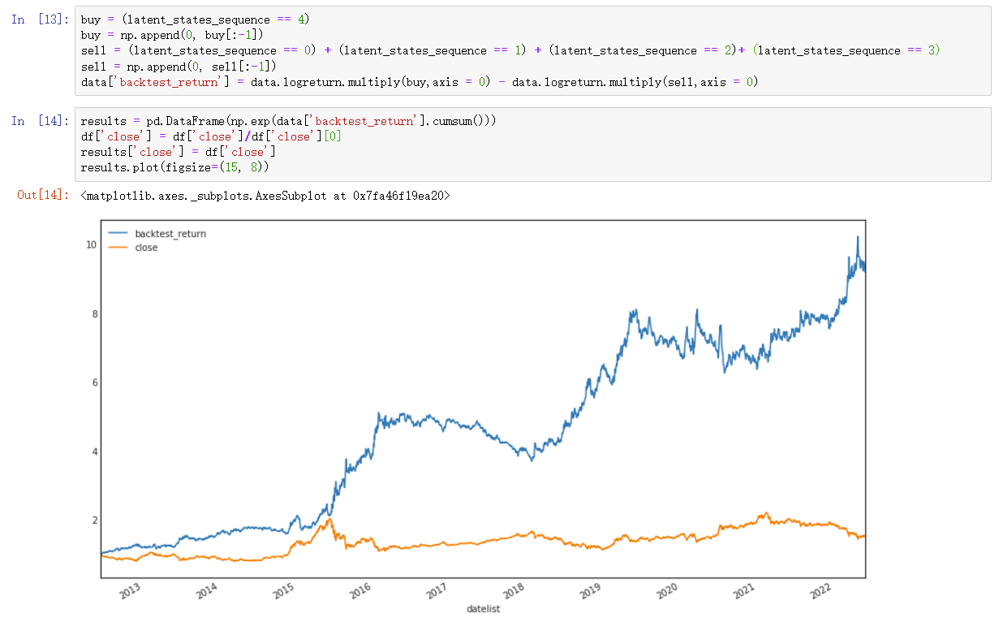 In [13]:
buy = (latent_states_sequence == 4)
buy = np.append(0, buy[:-1])
sell = (latent_states_sequence == 0) + (latent_states_sequence == 1) + (latent_states_sequence == 2)+ (latent_states_sequence == 3)
sell = np.append(0, sell[:-1])
data['backtest_return'] = data.logreturn.multiply(buy,axis = 0) - data.logreturn.multiply(sell,axis = 0)
In [14]:
results = pd.DataFrame(np.exp(data['backtest_return'].cumsum()))
df['close'] = df['close']/df['close'][0]
results['close'] = df['close']
results.plot(figsize=(15, 8))
Out[14]: <matplotlib.axes._subplots.AxesSubplot at 0x7fa46f19ea20>
backtest_return
close
10
8
6
4
2
2013 2014 2015 2016 2017 2018 2019 2020 2021 2022
datelist